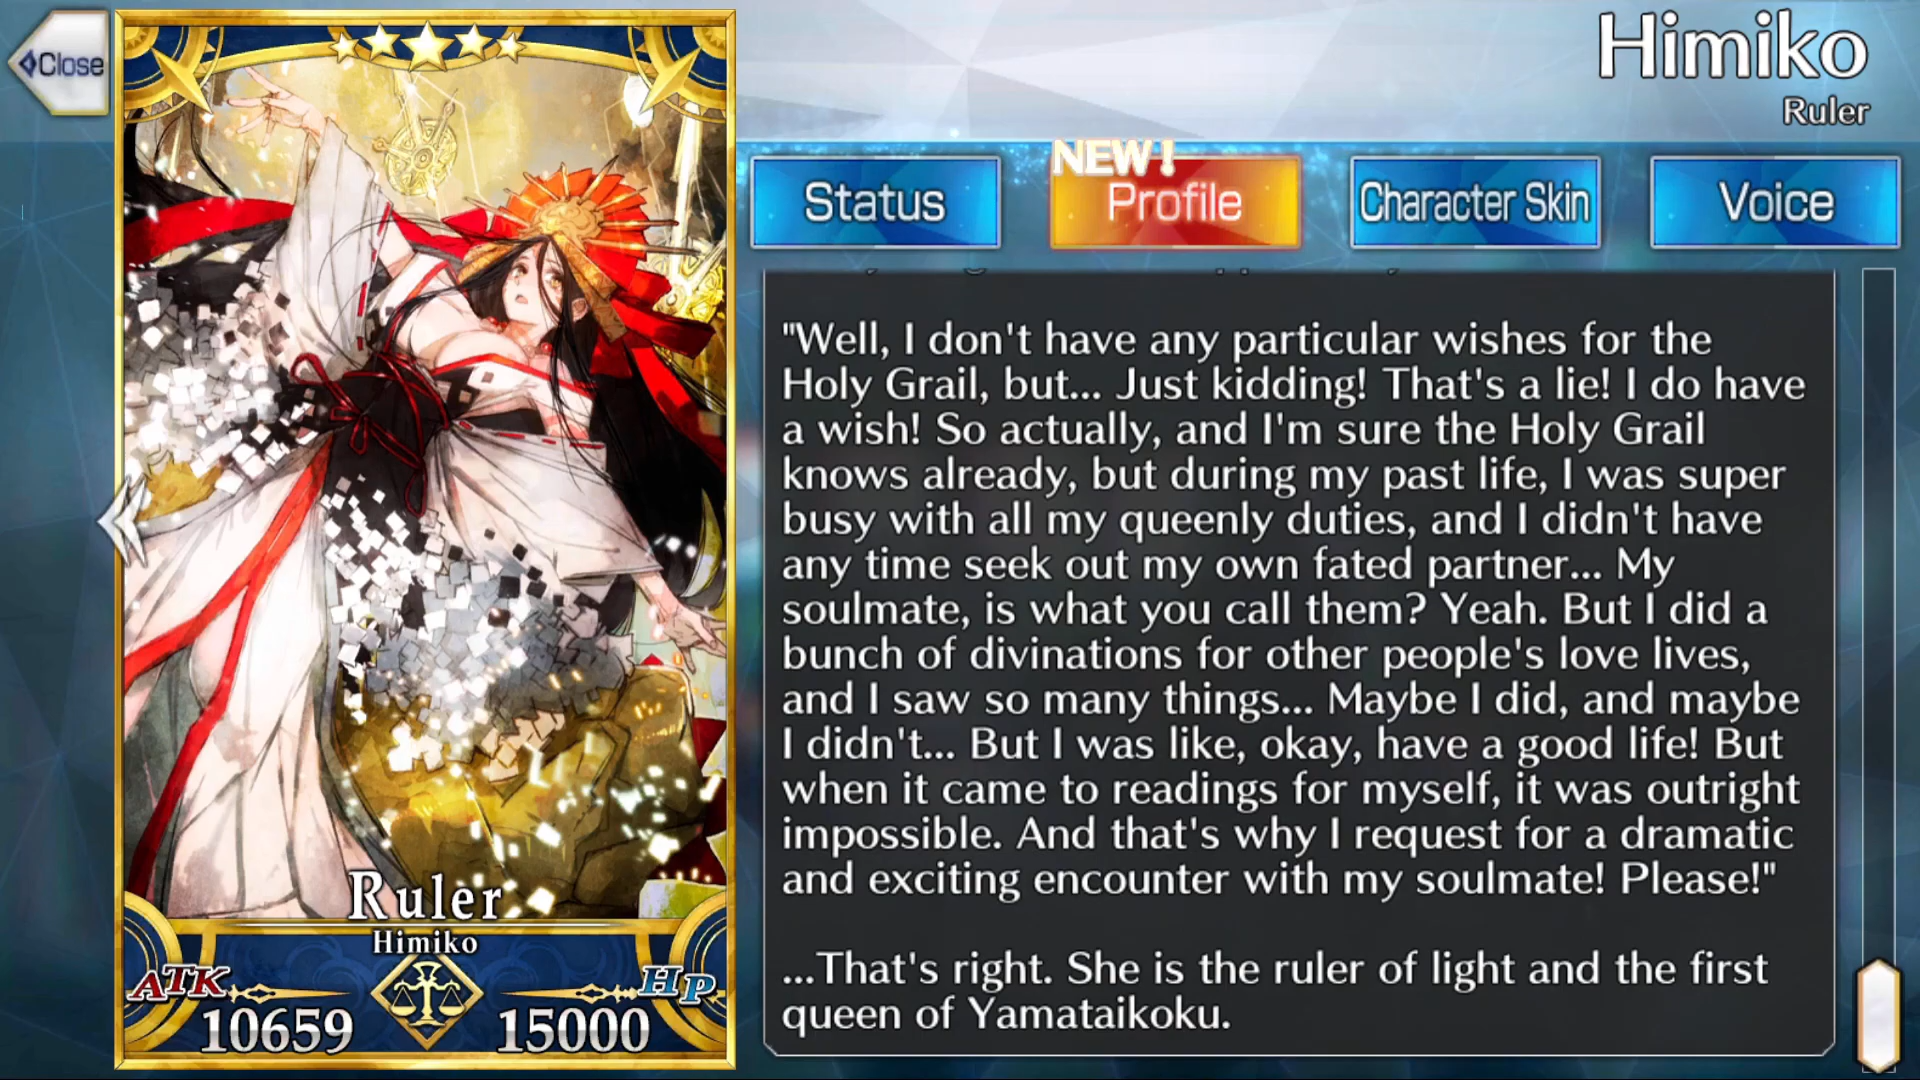 Close
Himiko
Ruler
NEW!
Status
Profile
Character Skin
Voice
"Well, I don't have any particular wishes for the
Holy Grail, but... Just kidding! That's a lie! I do have
a wish! So actually, and I'm sure the Holy Grail
knows already, but during my past life, I was super
busy with all my queenly duties, and I didn't have
any time seek out my own fated partner... My
soulmate, is what you call them? Yeah. But I did a
bunch of divinations for other people's love lives,
and I saw so many things... Maybe I did, and maybe
I didn't... But I was like, okay, have a good life! But
when it came to readings for myself, it was outright
impossible. And that's why I request for a dramatic
and exciting encounter with my soulmate! Please!"
...That's right. She is the ruler of light and the first
queen of Yamataikoku.
Ruler
Himiko
ATK
HP
10659
15000